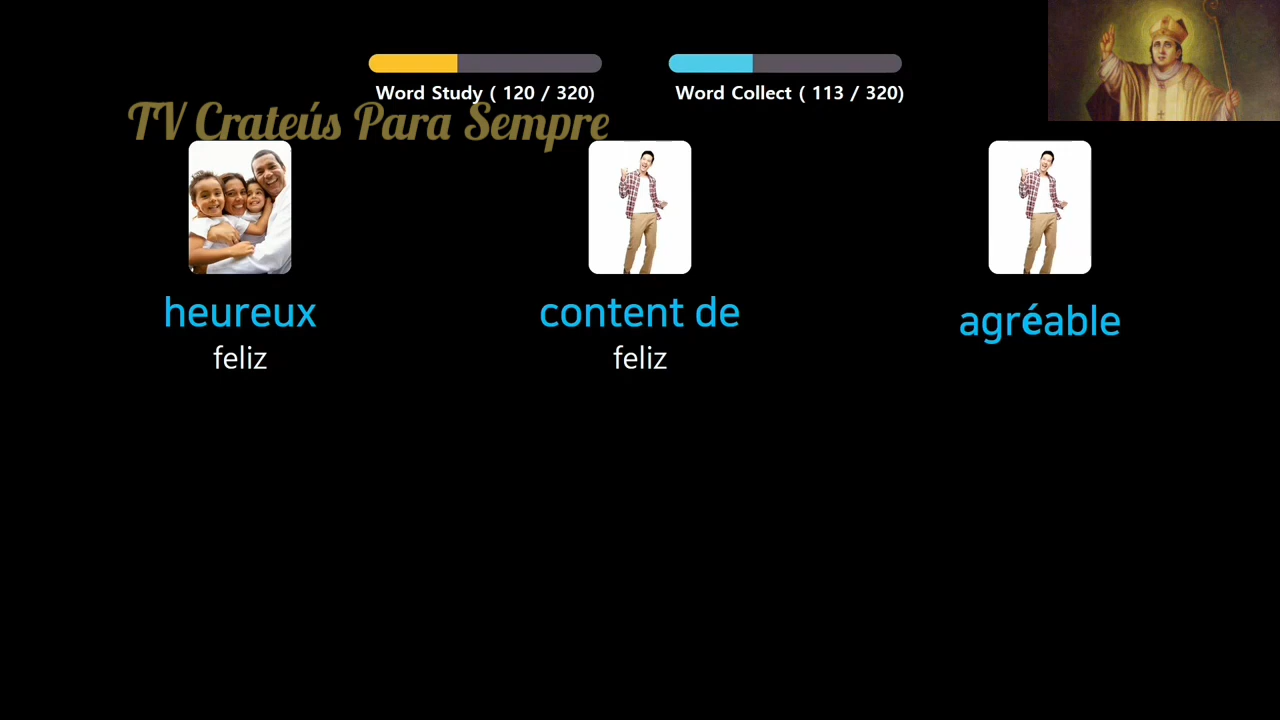 Word Study ( 120 / 320)
Word Collect ( 113 / 320)
TV Crateús Para Sempre
heureux
feliz
content de
feliz
agréable